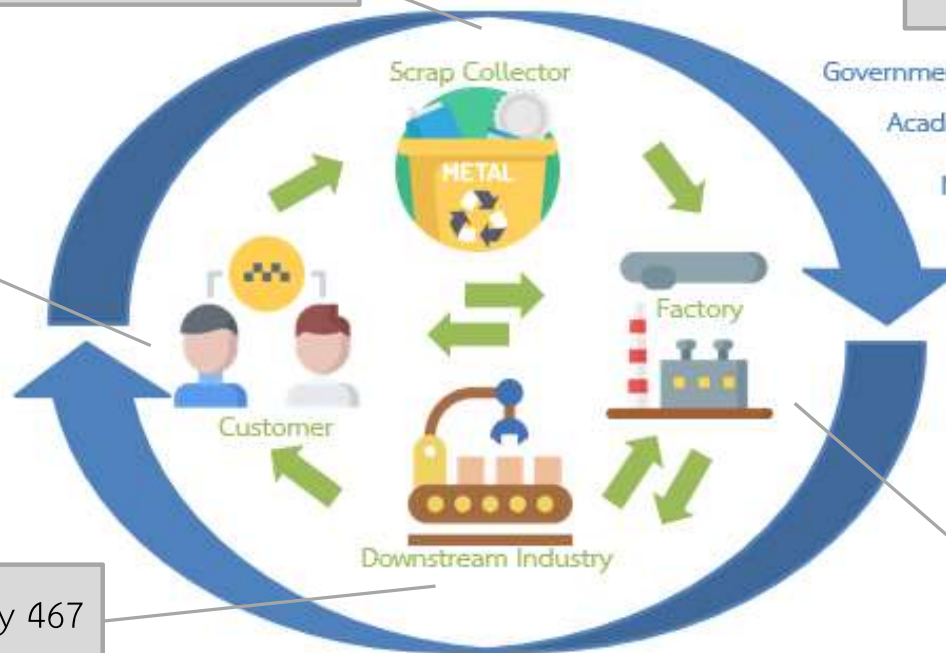 Scrap Collector
Governme
Acad
METAL
Factory
Customer
Downstream Industry
y 467